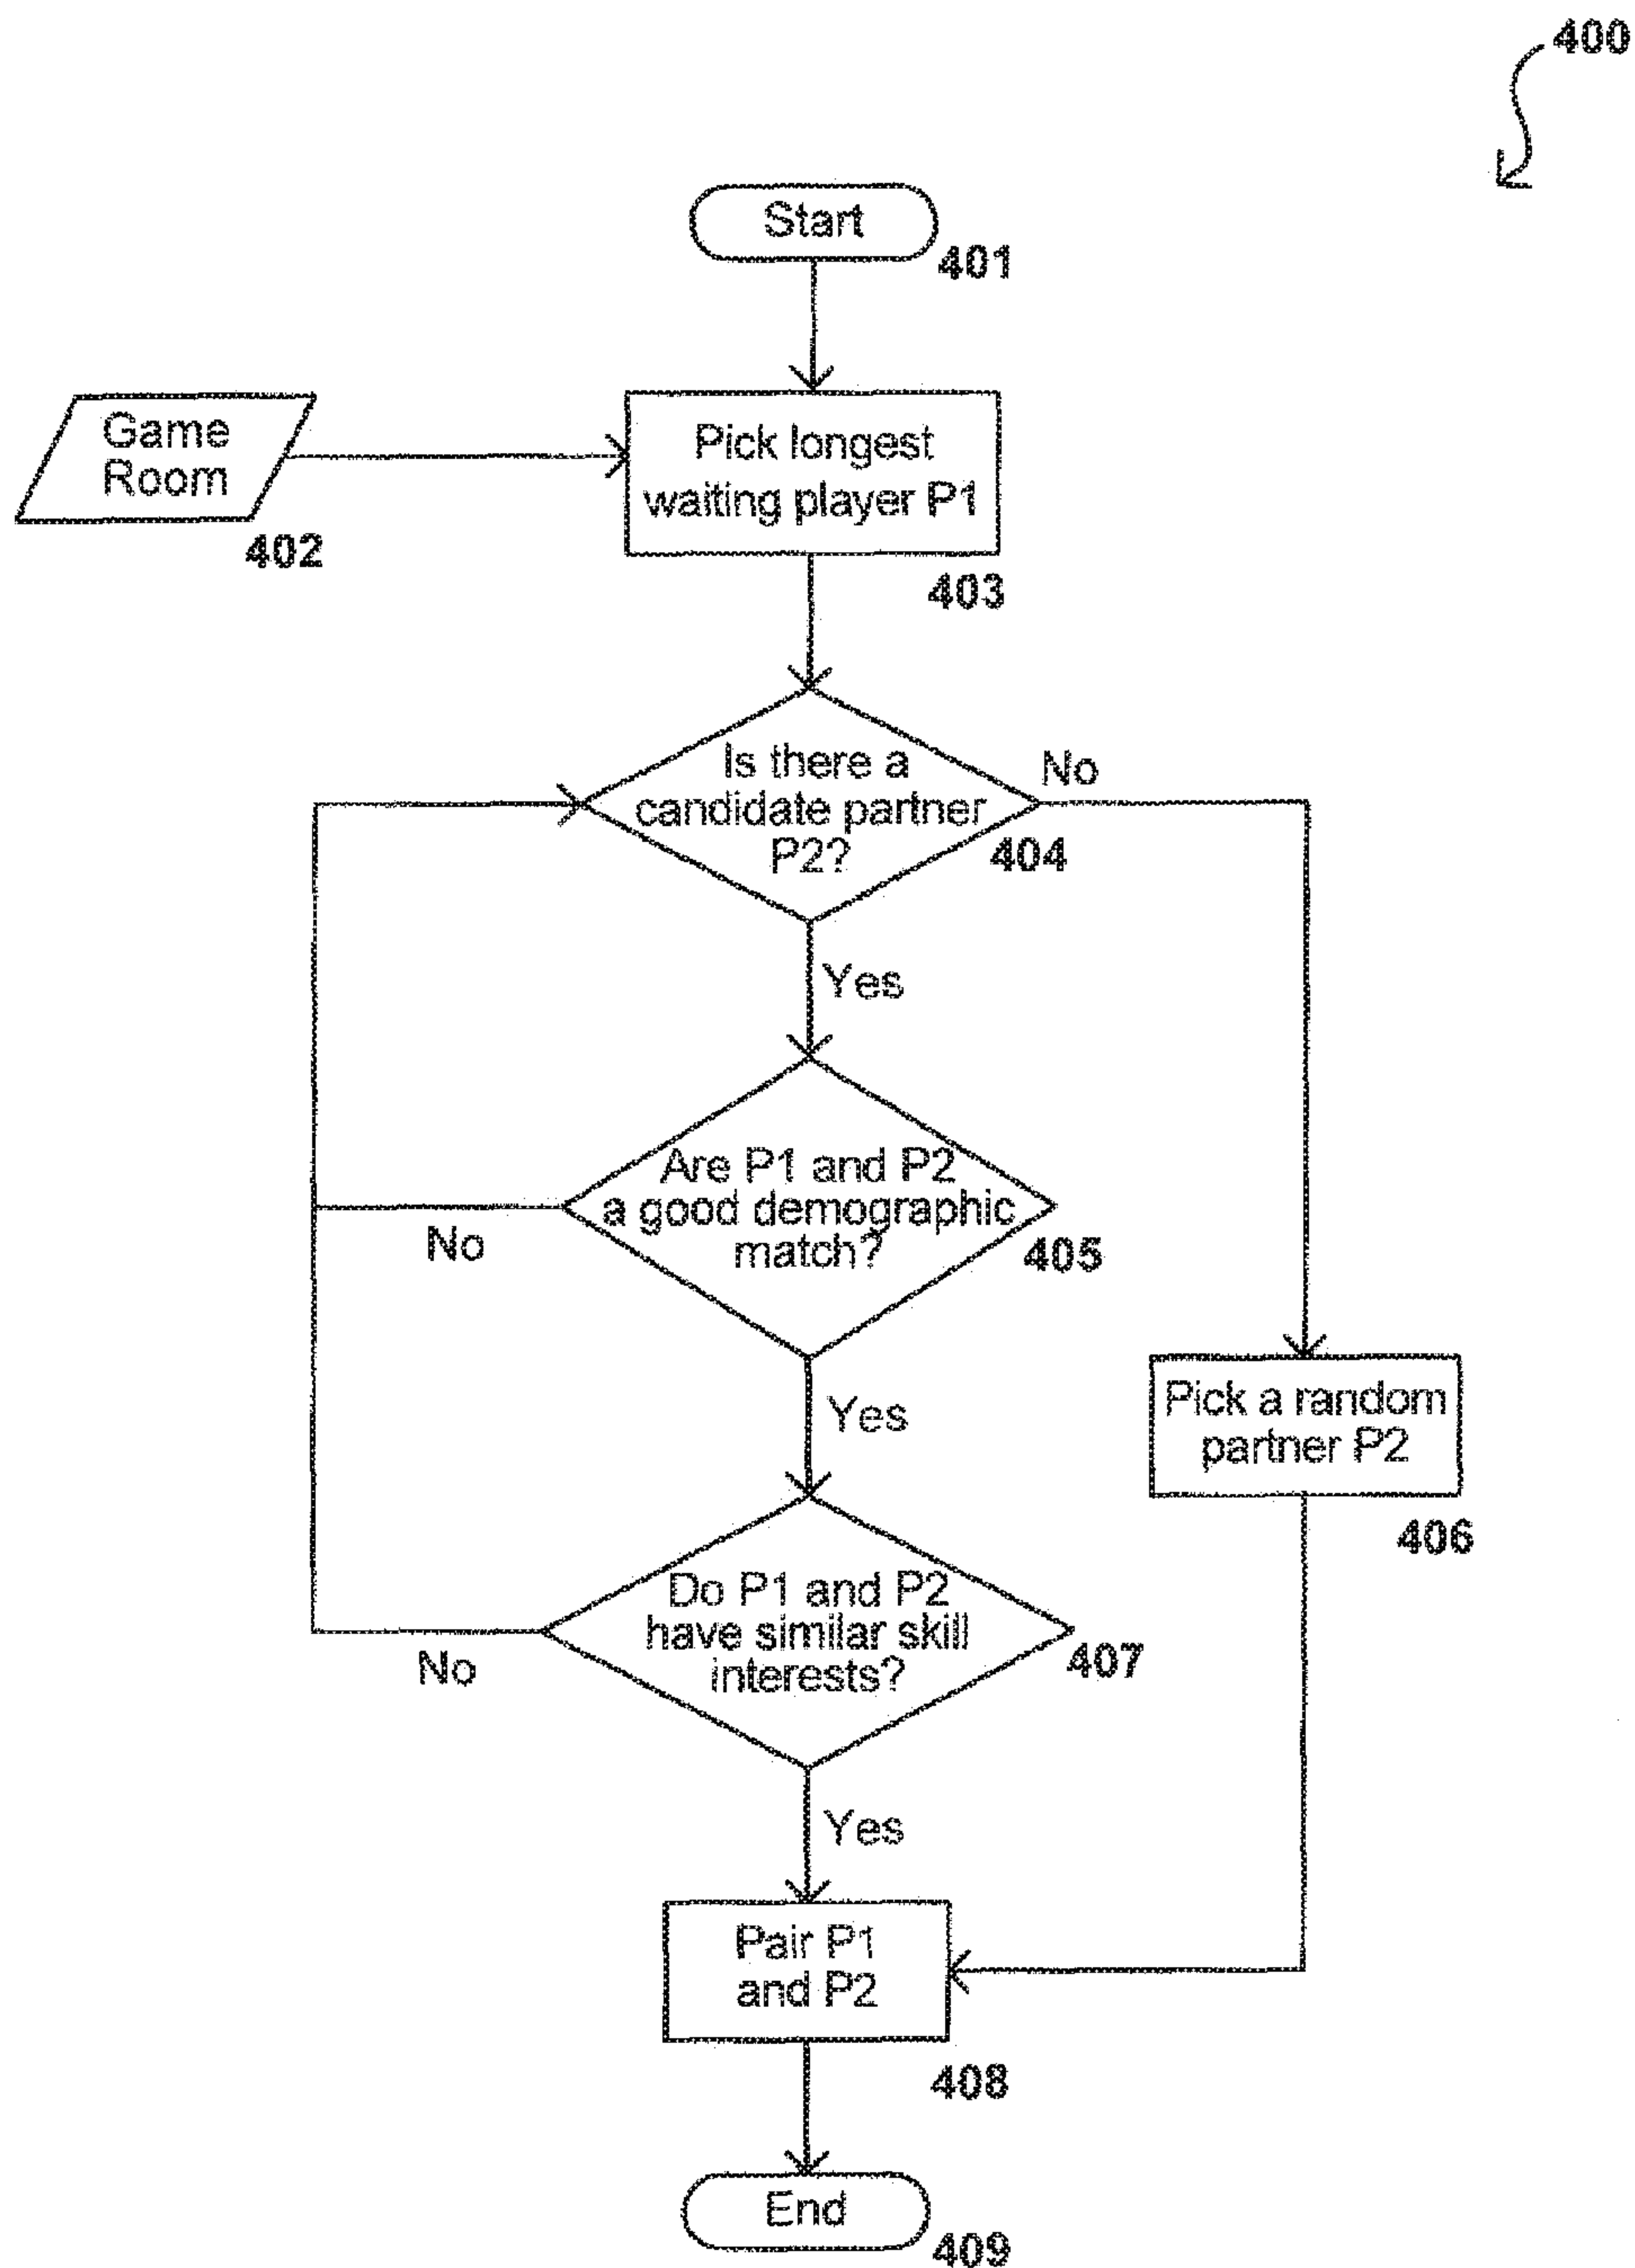 400
Start
401
Game
Room
402
Pick longest
waiting player P1
403
Is there a
candidate partner
P2?
404
No
Yes
Are P1 and P2
a good demographic
match?
405
No
Yes
Pick a random
partner P2
406
Do P1 and P2
have similar skill
interests?
407
No
Yes
Pair P1
and P2
408
End
409